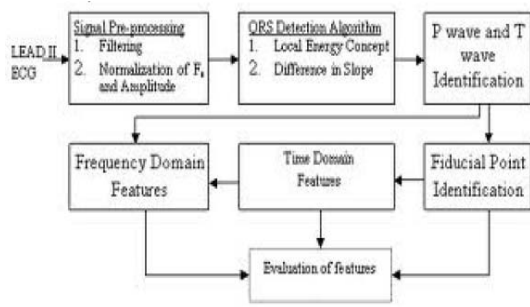 LEAD II
ECG
Signal Pre-processing
1. Filtering
2. Normalization of Fs
and Amplitude
QRS Detection Algorithm
1. Local Energy Concept
2. Difference in Slope
P wave and T
wave
Identification
Frequency Domain
Features
Time Domain
Features
Fiducial Point
Identification
Evaluation of features